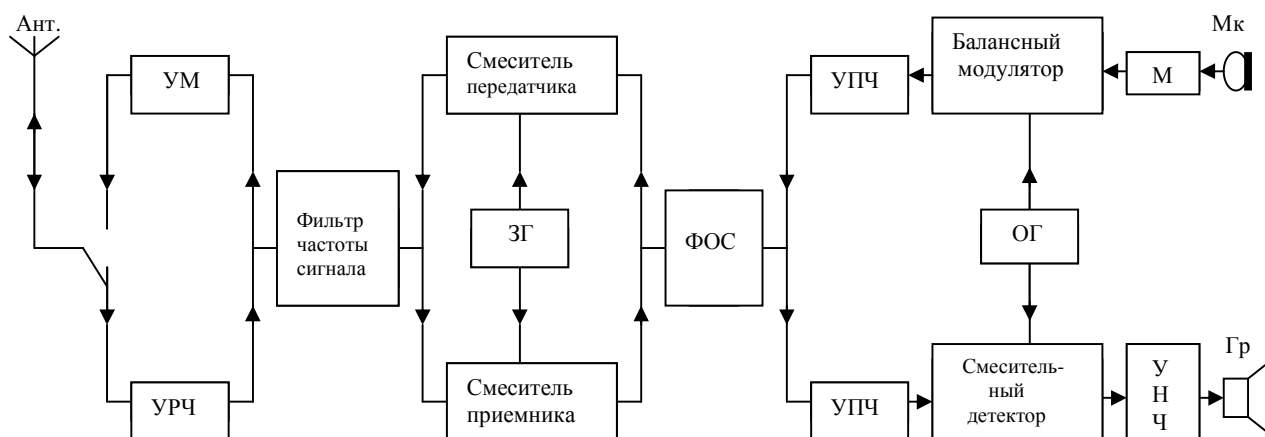 Ант.
УМ
Смеситель
передатчика
УПЧ
Балансный
модулятор
М
Мк
Фильтр
частоты
сигнала
ЗГ
ФОС
ОГ
УРЧ
Смеситель
приемника
УПЧ
Смеситель-
ный
детектор
У
Н
Ч
Гр